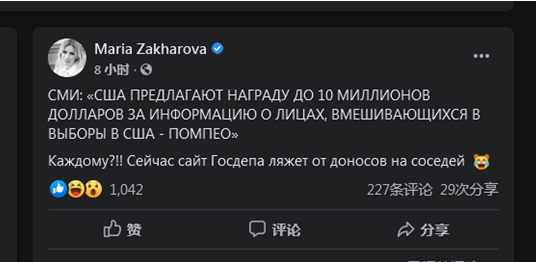 Maria Zakharova
8 小时 ·
СМИ: «США ПРЕДЛАГАЮТ НАГРАДУ ДО 10 МИЛЛИОНОВ
ДОЛЛАРОВ ЗА ИНФОРМАЦИЮ О ЛИЦАХ, ВМЕШИВАЮЩИХСЯ В
ВЫБОРЫ В США - ПОМПЕО»
Каждому?!! Сейчас сайт Госдепа ляжет от доносов на соседей 😹
1,042 227条评论 29次分享
赞 评论 分享